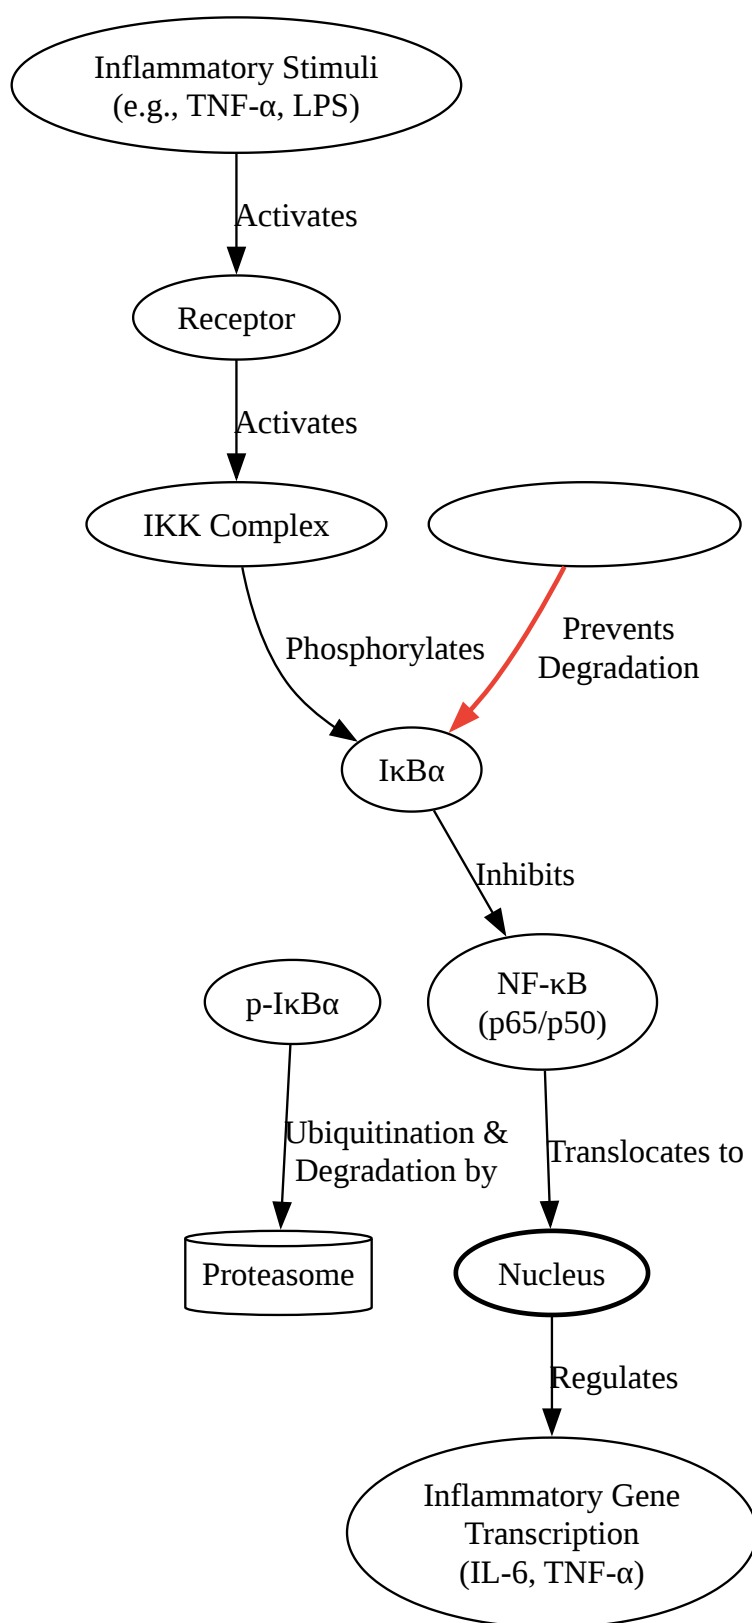 Inflammatory Stimuli
(e.g., TNF-α, LPS)
Activates
Receptor
Activates
IKK Complex
Phosphorylates
Prevents
Degradation
IκBα
Inhibits
p-IκBα
NF-κB
(p65/p50)
Ubiquitination &
Degradation by
Translocates to
Proteasome
Nucleus
Regulates
Inflammatory Gene
Transcription
(IL-6, TNF-α)